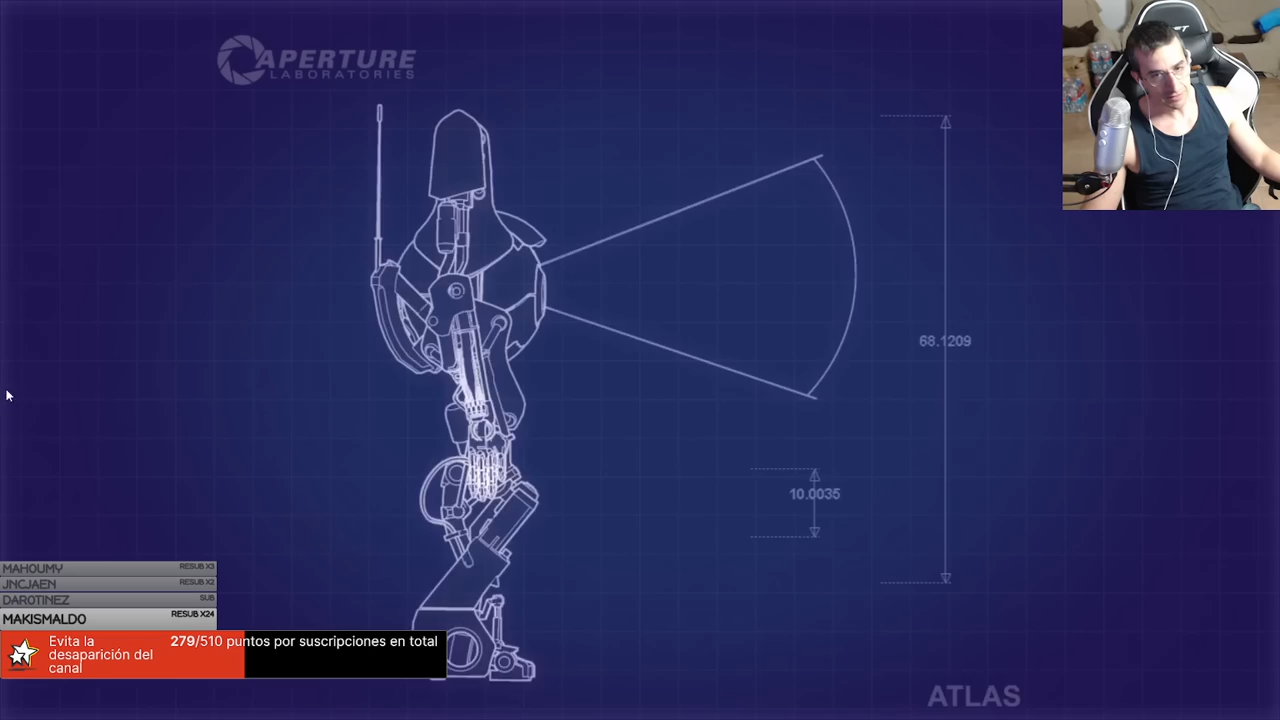 APERTURE
LABORATORIES
68.1209
10.0035
MAHOUMY RESUB X3
JNCJAEN RESUB X2
DAROTINEZ SUB
MAKISMALDO RESUB X24
Evita la desaparición del canal
279/510 puntos por suscripciones en total
ATLAS